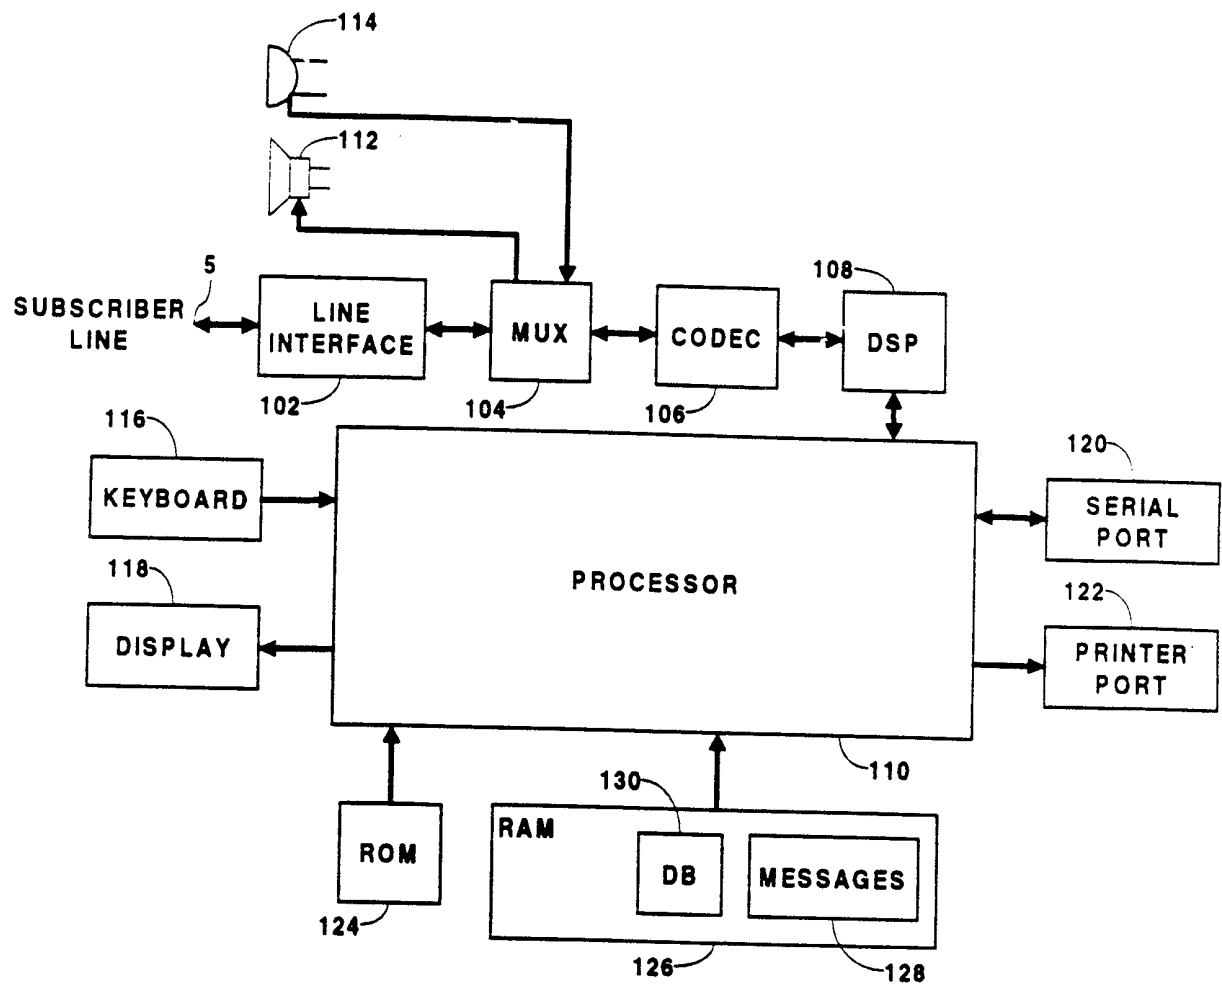 114
112
5
SUBSCRIBER
LINE
LINE
INTERFACE
102
MUX
104
CODEC
106
108
DSP
116
KEYBOARD
118
DISPLAY
PROCESSOR
110
120
SERIAL
PORT
122
PRINTER
PORT
ROM
124
RAM
130
DB
MESSAGES
126
128